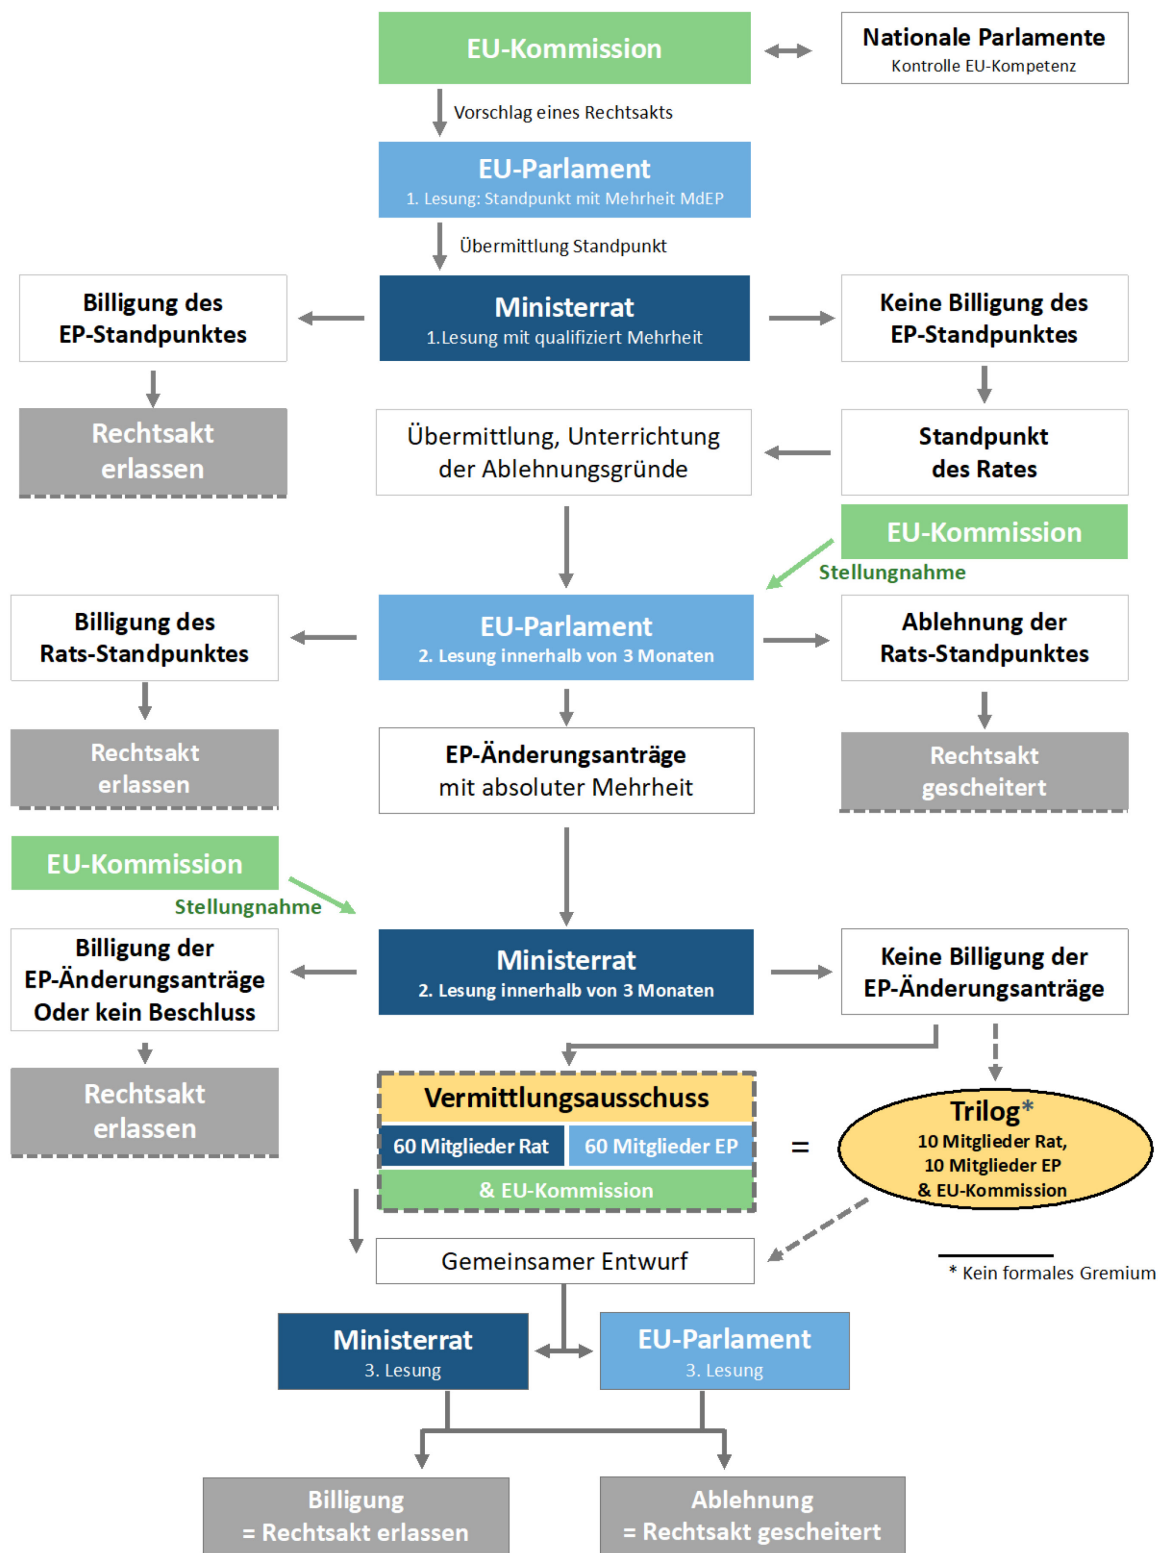 EU-Kommission
Nationale Parlamente
Kontrolle EU-Kompetenz
Vorschlag eines Rechtsakts
EU-Parlament
1. Lesung: Standpunkt mit Mehrheit MdEP
Übermittlung Standpunkt
Billigung des
EP-Standpunktes
Ministerrat
1.Lesung mit qualifiziert Mehrheit
Keine Billigung des
EP-Standpunktes
Rechtsakt
erlassen
Übermittlung, Unterrichtung
der Ablehnungsgründe
Standpunkt
des Rates
EU-Kommission
Stellungnahme
Billigung des
Rats-Standpunktes
EU-Parlament
2. Lesung innerhalb von 3 Monaten
Ablehnung der
Rats-Standpunktes
Rechtsakt
erlassen
EP-Änderungsanträge
mit absoluter Mehrheit
Rechtsakt
gescheitert
EU-Kommission
Stellungnahme
Billigung der
EP-Änderungsanträge
Oder kein Beschluss
Ministerrat
2. Lesung innerhalb von 3 Monaten
Keine Billigung der
EP-Änderungsanträge
Rechtsakt
erlassen
Vermittlungsausschuss
60 Mitglieder Rat
60 Mitglieder EP
& EU-Kommission
=
Trilog*
10 Mitglieder Rat,
10 Mitglieder EP
& EU-Kommission
Gemeinsamer Entwurf
* Kein formales Gremium
Ministerrat
3. Lesung
EU-Parlament
3. Lesung
Billigung
= Rechtsakt erlassen
Ablehnung
= Rechtsakt gescheitert